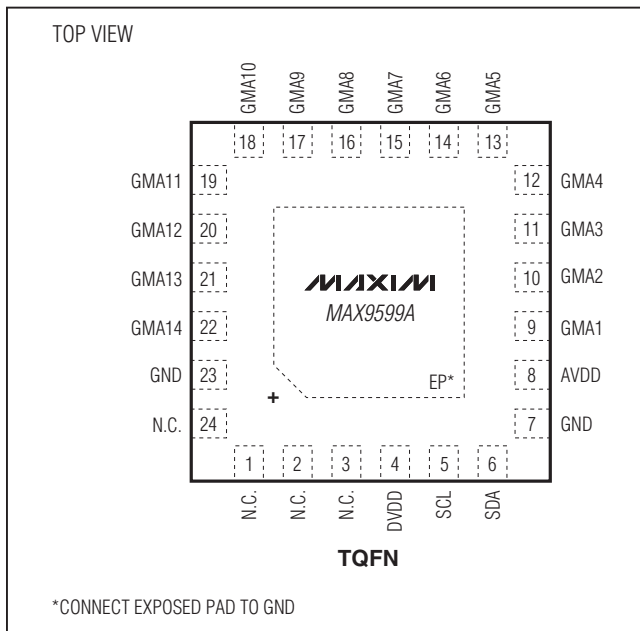 TOP VIEW
GMA10
GMA9
GMA8
GMA7
GMA6
GMA5
18
17
16
15
14
13
GMA11 19
12 GMA4
GMA12 20
11 GMA3
GMA13 21
10 GMA2
GMA14 22
9 GMA1
GND 23
8 AVDD
N.C. 24
7 GND
MAXIM
MAX9599A
EP*
+
1
2
3
4
5
6
N.C.
N.C.
N.C.
DVDD
SCL
SDA
TQFN
*CONNECT EXPOSED PAD TO GND